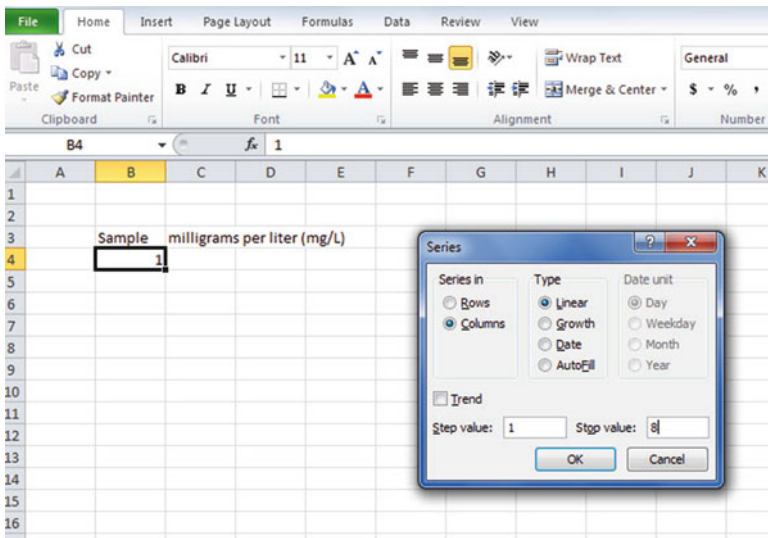 File Home Insert Page Layout Formulas Data Review View
Cut
Copy
Format Painter
Paste
Clipboard
Calibri 11 A A
B I U A
Font
Wrap Text
Merge & Center
Alignment
General
$ % ,
Number
B4 fx 1
A B C D E F G H I J K
1
2
3 Sample milligrams per liter (mg/L)
4 1
5
6
7
8
9
10
11
12
13
14
15
16
Series
Series in
Rows
Columns
Type
Linear
Growth
Date
AutoFill
Date unit
Day
Weekday
Month
Year
Trend
Step value: 1 Stop value: 8
OK Cancel